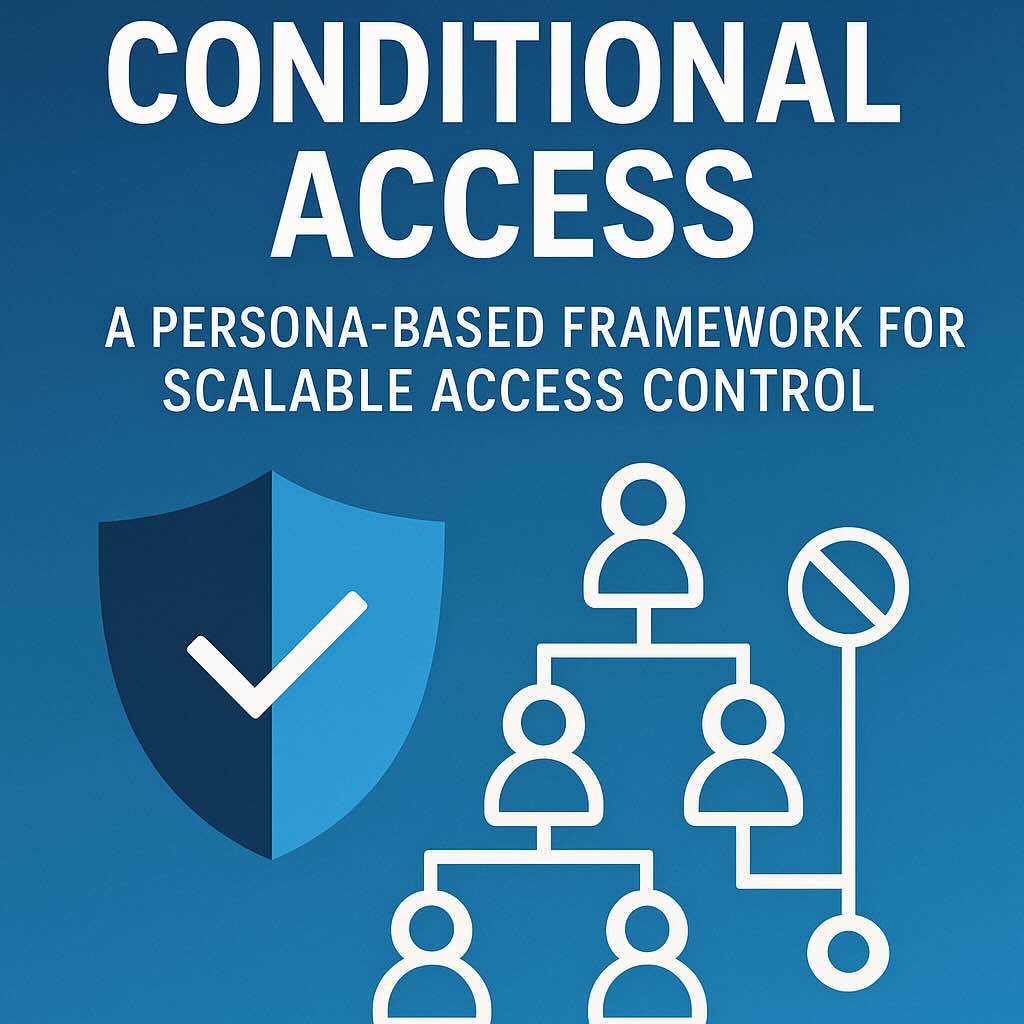 CONDITIONAL
ACCESS
A PERSONA-BASED FRAMEWORK FOR
SCALABLE ACCESS CONTROL